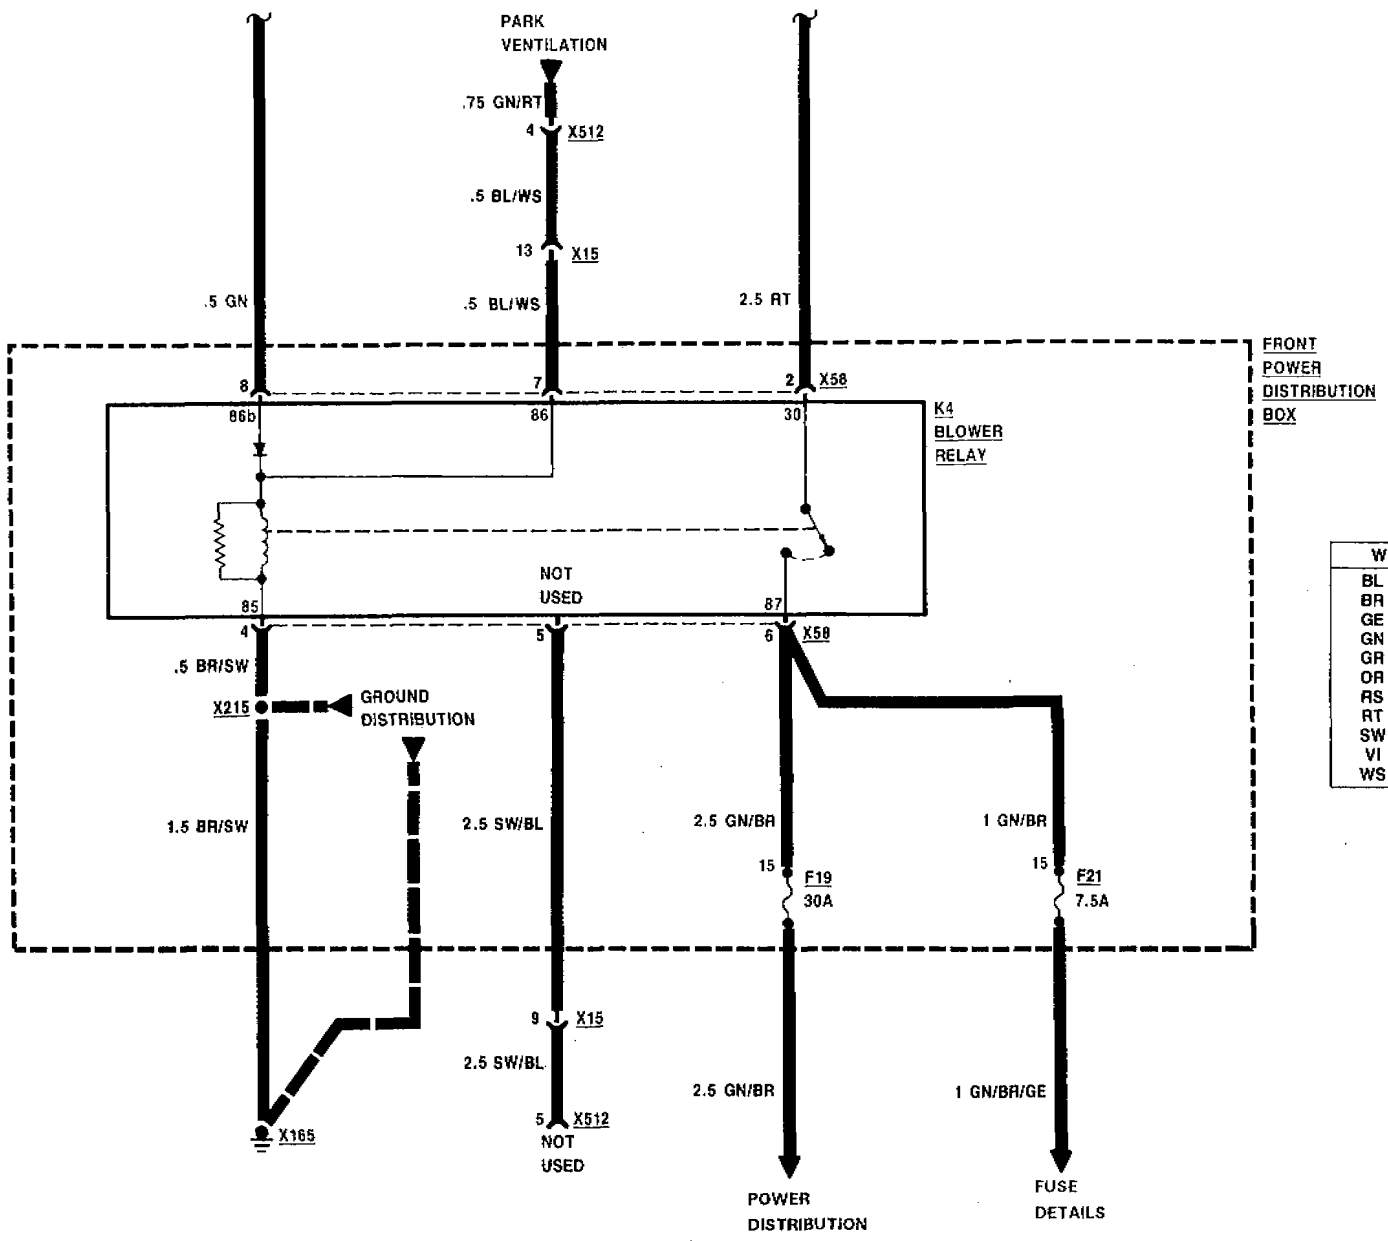 PARK
VENTILATION
.75 GN/RT
4 X512
.5 BL/WS
13 X15
.5 GN
.5 BL/WS
2.5 RT
FRONT
POWER
DISTRIBUTION
BOX
8 7 2 X58
86b 86 30
K4
BLOWER
RELAY
NOT
USED
85 87
4 5 6 X58
.5 BR/SW
X215
GROUND
DISTRIBUTION
1.5 BR/SW
2.5 SW/BL
2.5 GN/BR
1 GN/BR
15 F19
30A
15 F21
7.5A
9 X15
2.5 SW/BL
2.5 GN/BR
1 GN/BR/GE
5 X512
NOT
USED
X165
POWER
DISTRIBUTION
FUSE
DETAILS
W
BL
BR
GE
GN
GR
OR
RS
RT
SW
VI
WS